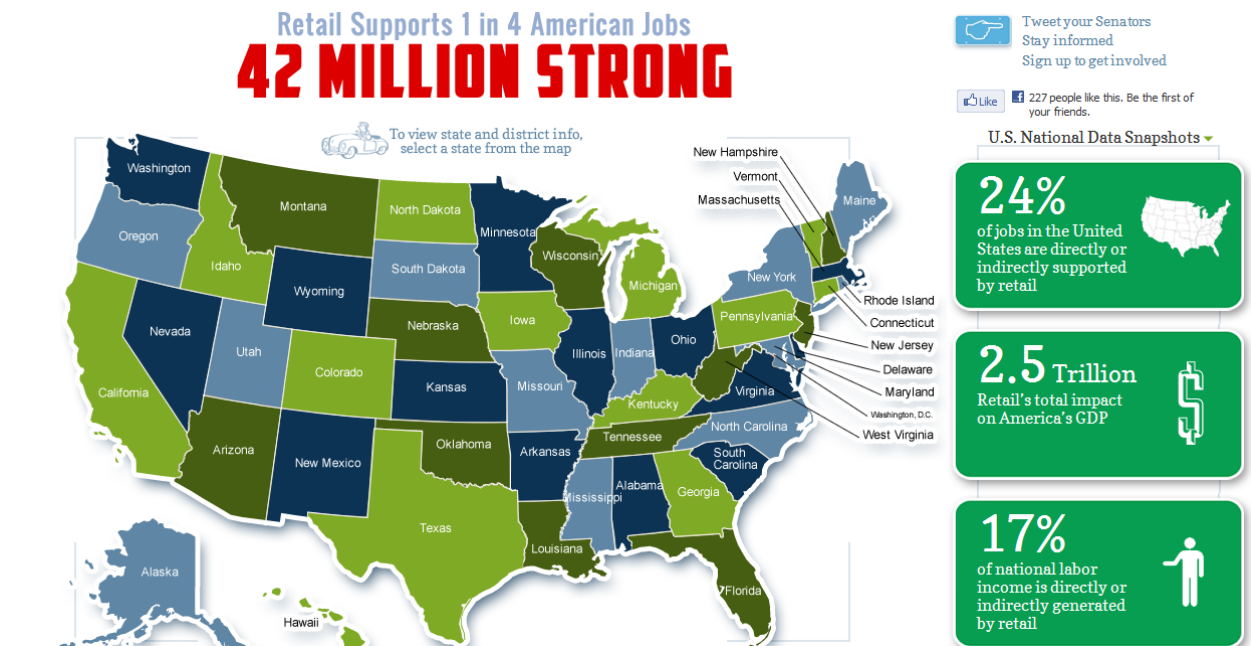 Retail Supports 1 in 4 American Jobs
42 MILLION STRONG
Tweet your Senators
Stay informed
Sign up to get involved
Like
227 people like this. Be the first of
your friends.
To view state and district info,
select a state from the map
U.S. National Data Snapshots
Washington
Oregon
Idaho
Montana
North Dakota
South Dakota
Minnesota
Wisconsin
Michigan
New Hampshire
Vermont
Massachusetts
Maine
New York
Rhode Island
Connecticut
New Jersey
Delaware
Maryland
Washington, D.C.
West Virginia
Pennsylvania
Wyoming
Nebraska
Iowa
Nevada
Utah
Colorado
California
Kansas
Missouri
Illinois
Indiana
Ohio
Kentucky
Virginia
North Carolina
Tennessee
South
Carolina
Arizona
New Mexico
Oklahoma
Arkansas
Texas
Louisiana
Mississippi
Alabama
Georgia
Florida
Alaska
Hawaii
24%
of jobs in the United
States are directly or
indirectly supported
by retail
2.5 Trillion
Retail's total impact
on America's GDP
17%
of national labor
income is directly or
indirectly generated
by retail